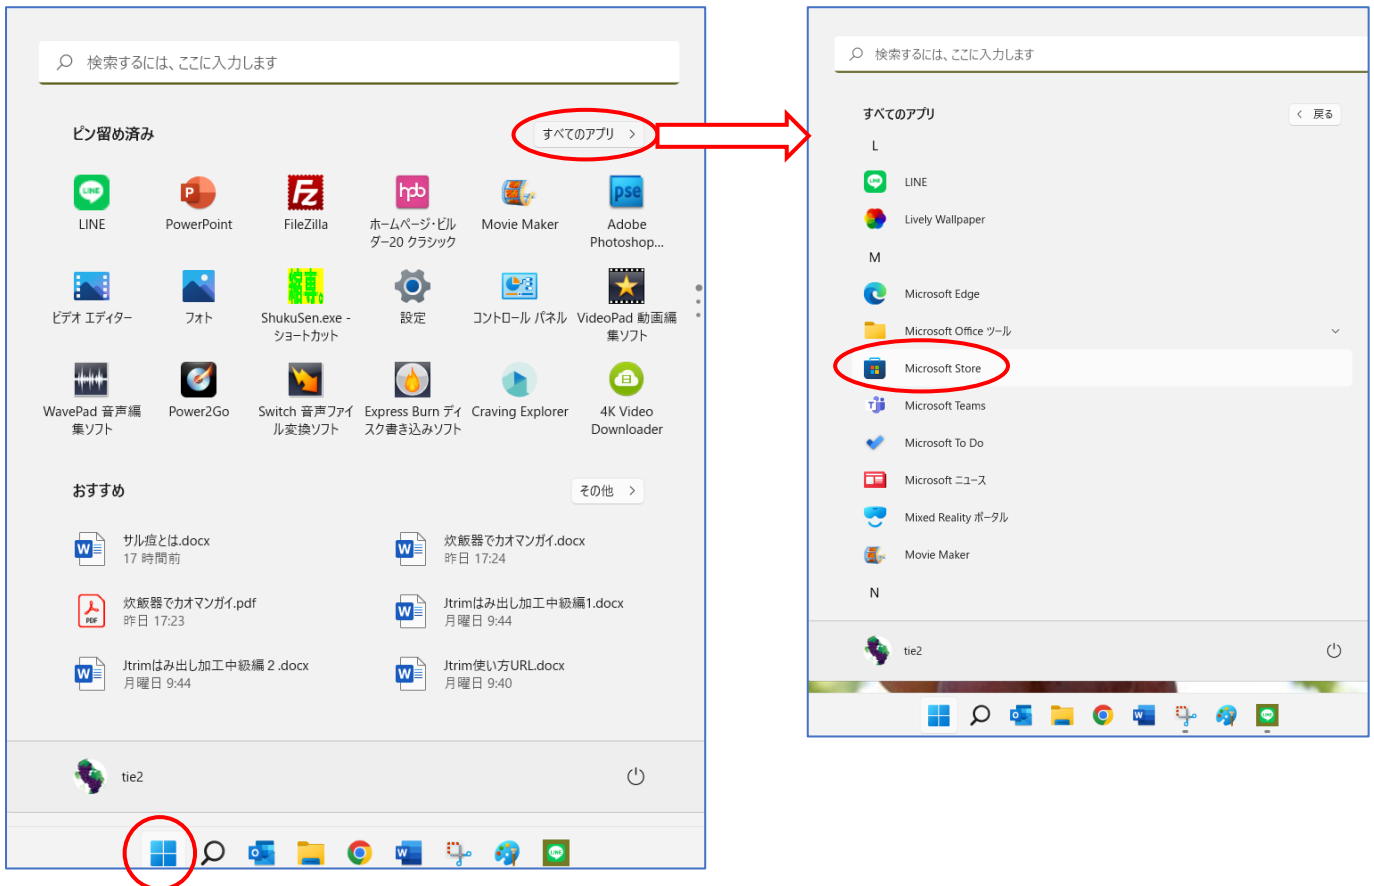 検索するには、ここに入力します
ピン留め済み
すべてのアプリ
LINE
PowerPoint
FileZilla
ホームページ・ビル
ダー20 クラシック
Movie Maker
Adobe
Photoshop...
ビデオ エディター
フォト
ShukuSen.exe -
ショートカット
設定
コントロール パネル
VideoPad 動画編
集ソフト
WavePad 音声編
集ソフト
Power2Go
Switch 音声ファイ
ル変換ソフト
Express Burn ディ
スク書き込みソフト
Craving Explorer
4K Video
Downloader
おすすめ
その他
サル痘とは.docx
17 時間前
炊飯器でカオマンガイ.docx
昨日 17:24
炊飯器でカオマンガイ.pdf
昨日 17:23
Jtrimはみ出し加工中級編1.docx
月曜日 9:44
Jtrimはみ出し加工中級編２.docx
月曜日 9:44
Jtrim使い方URL.docx
月曜日 9:40
tie2
検索するには、ここに入力します
すべてのアプリ
戻る
L
LINE
Lively Wallpaper
M
Microsoft Edge
Microsoft Office ツール
Microsoft Store
Microsoft Teams
Microsoft To Do
Microsoft ニュース
Mixed Reality ポータル
Movie Maker
N
tie2